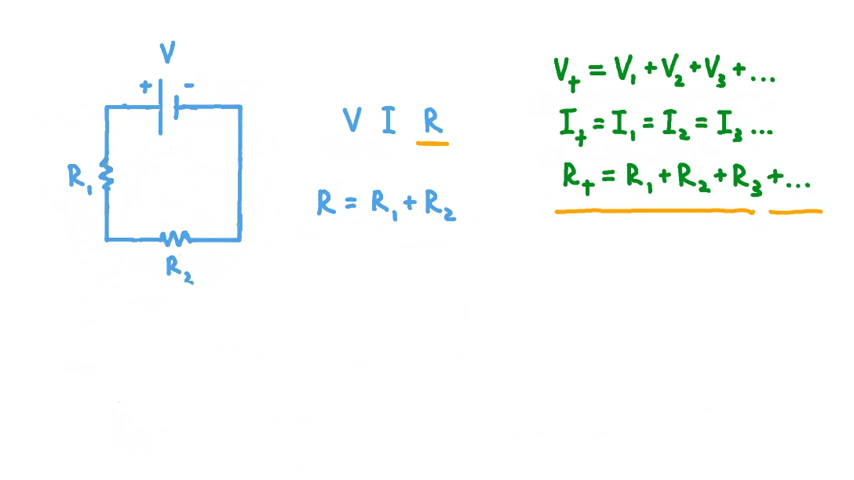 V
+ -
R₁
R₂
V I R
R = R₁ + R₂
Vₜ = V₁ + V₂ + V₃ + ...
Iₜ = I₁ = I₂ = I₃ ...
Rₜ = R₁ + R₂ + R₃ + ...